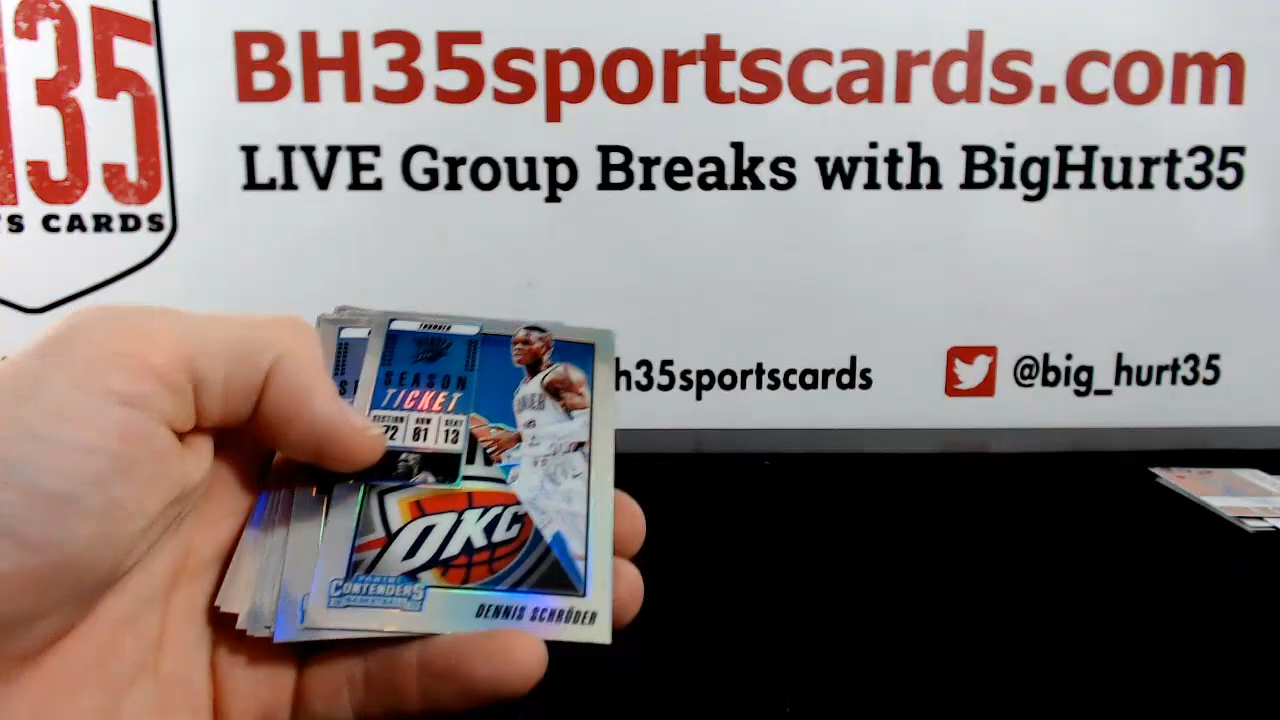 35
S CARDS
BH35sportscards.com
LIVE Group Breaks with BigHurt35
h35sportscards
@big_hurt35
THUNDER
SEASON
TICKET
SECTION ROW SEAT
72 81 13
OKC
PANINI
CONTENDERS
BASKETBALL
DENNIS SCHRÖDER